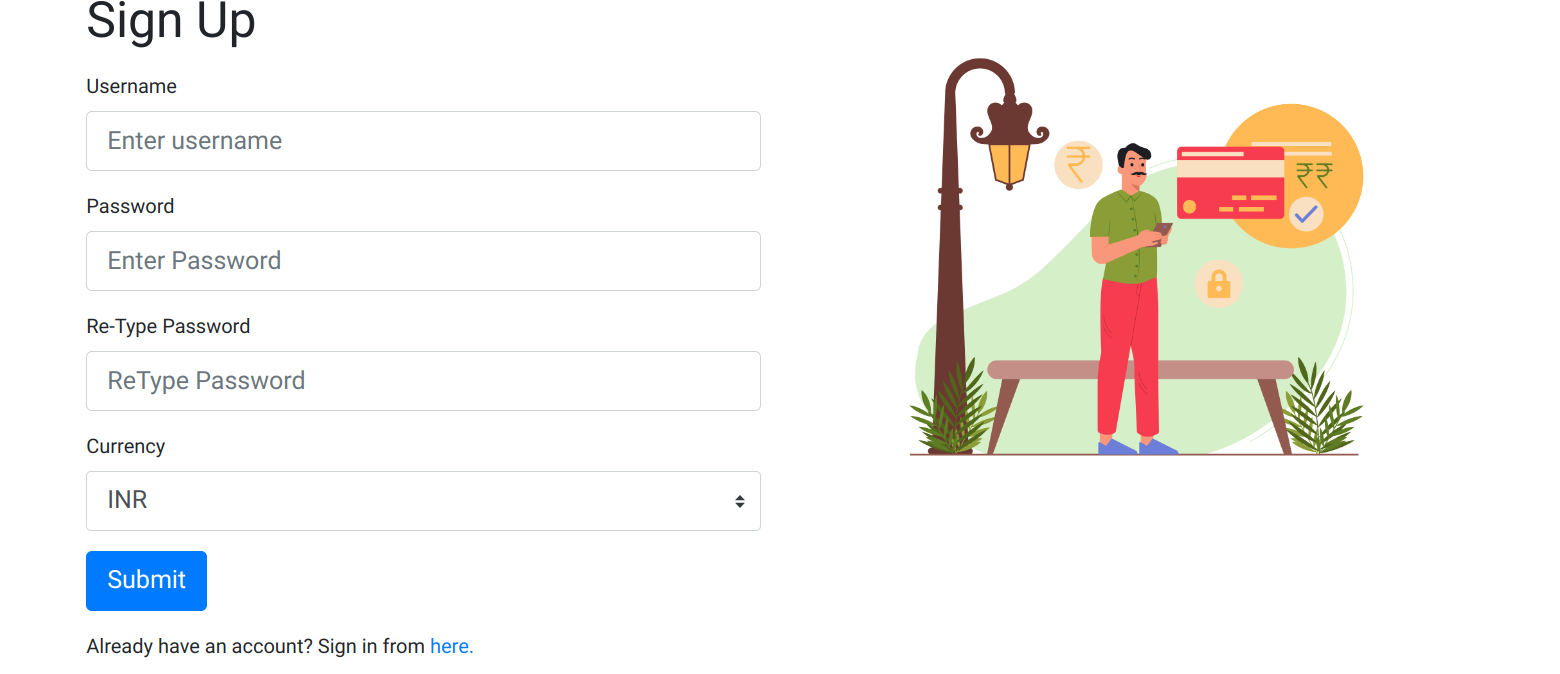 Sign Up
Username
Enter username
Password
Enter Password
Re-Type Password
ReType Password
Currency
INR
Submit
Already have an account? Sign in from here.
₹
₹₹